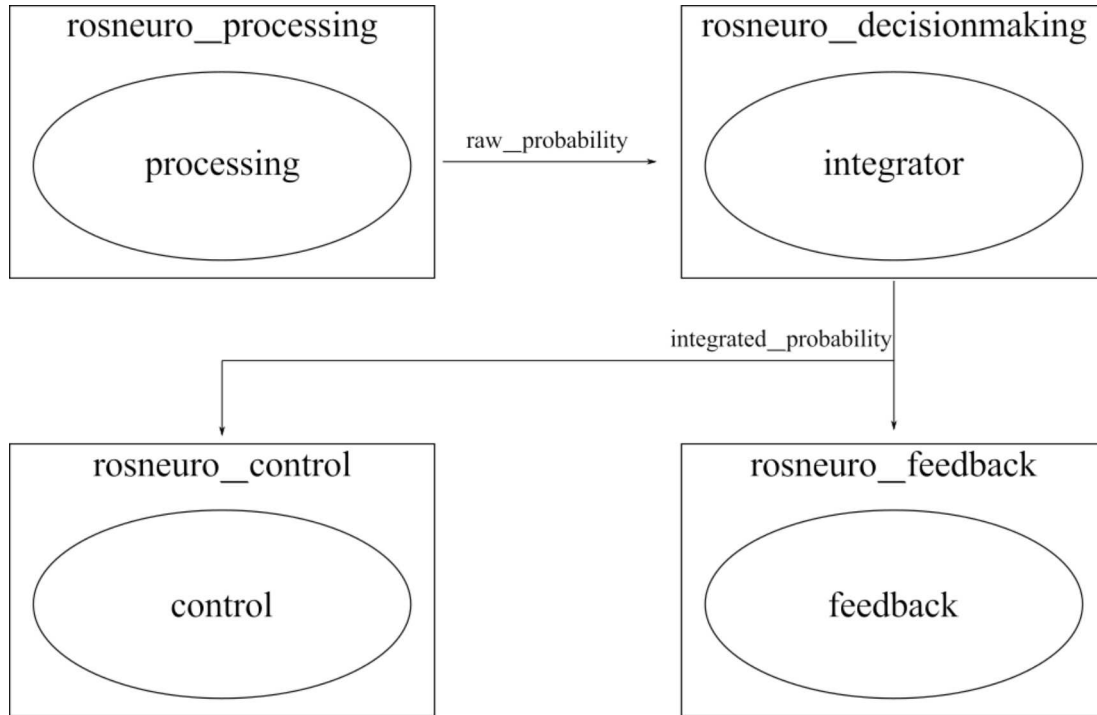 rosneuro__processing
processing
raw__probability
rosneuro__decisionmaking
integrator
integrated__probability
rosneuro__control
control
rosneuro__feedback
feedback